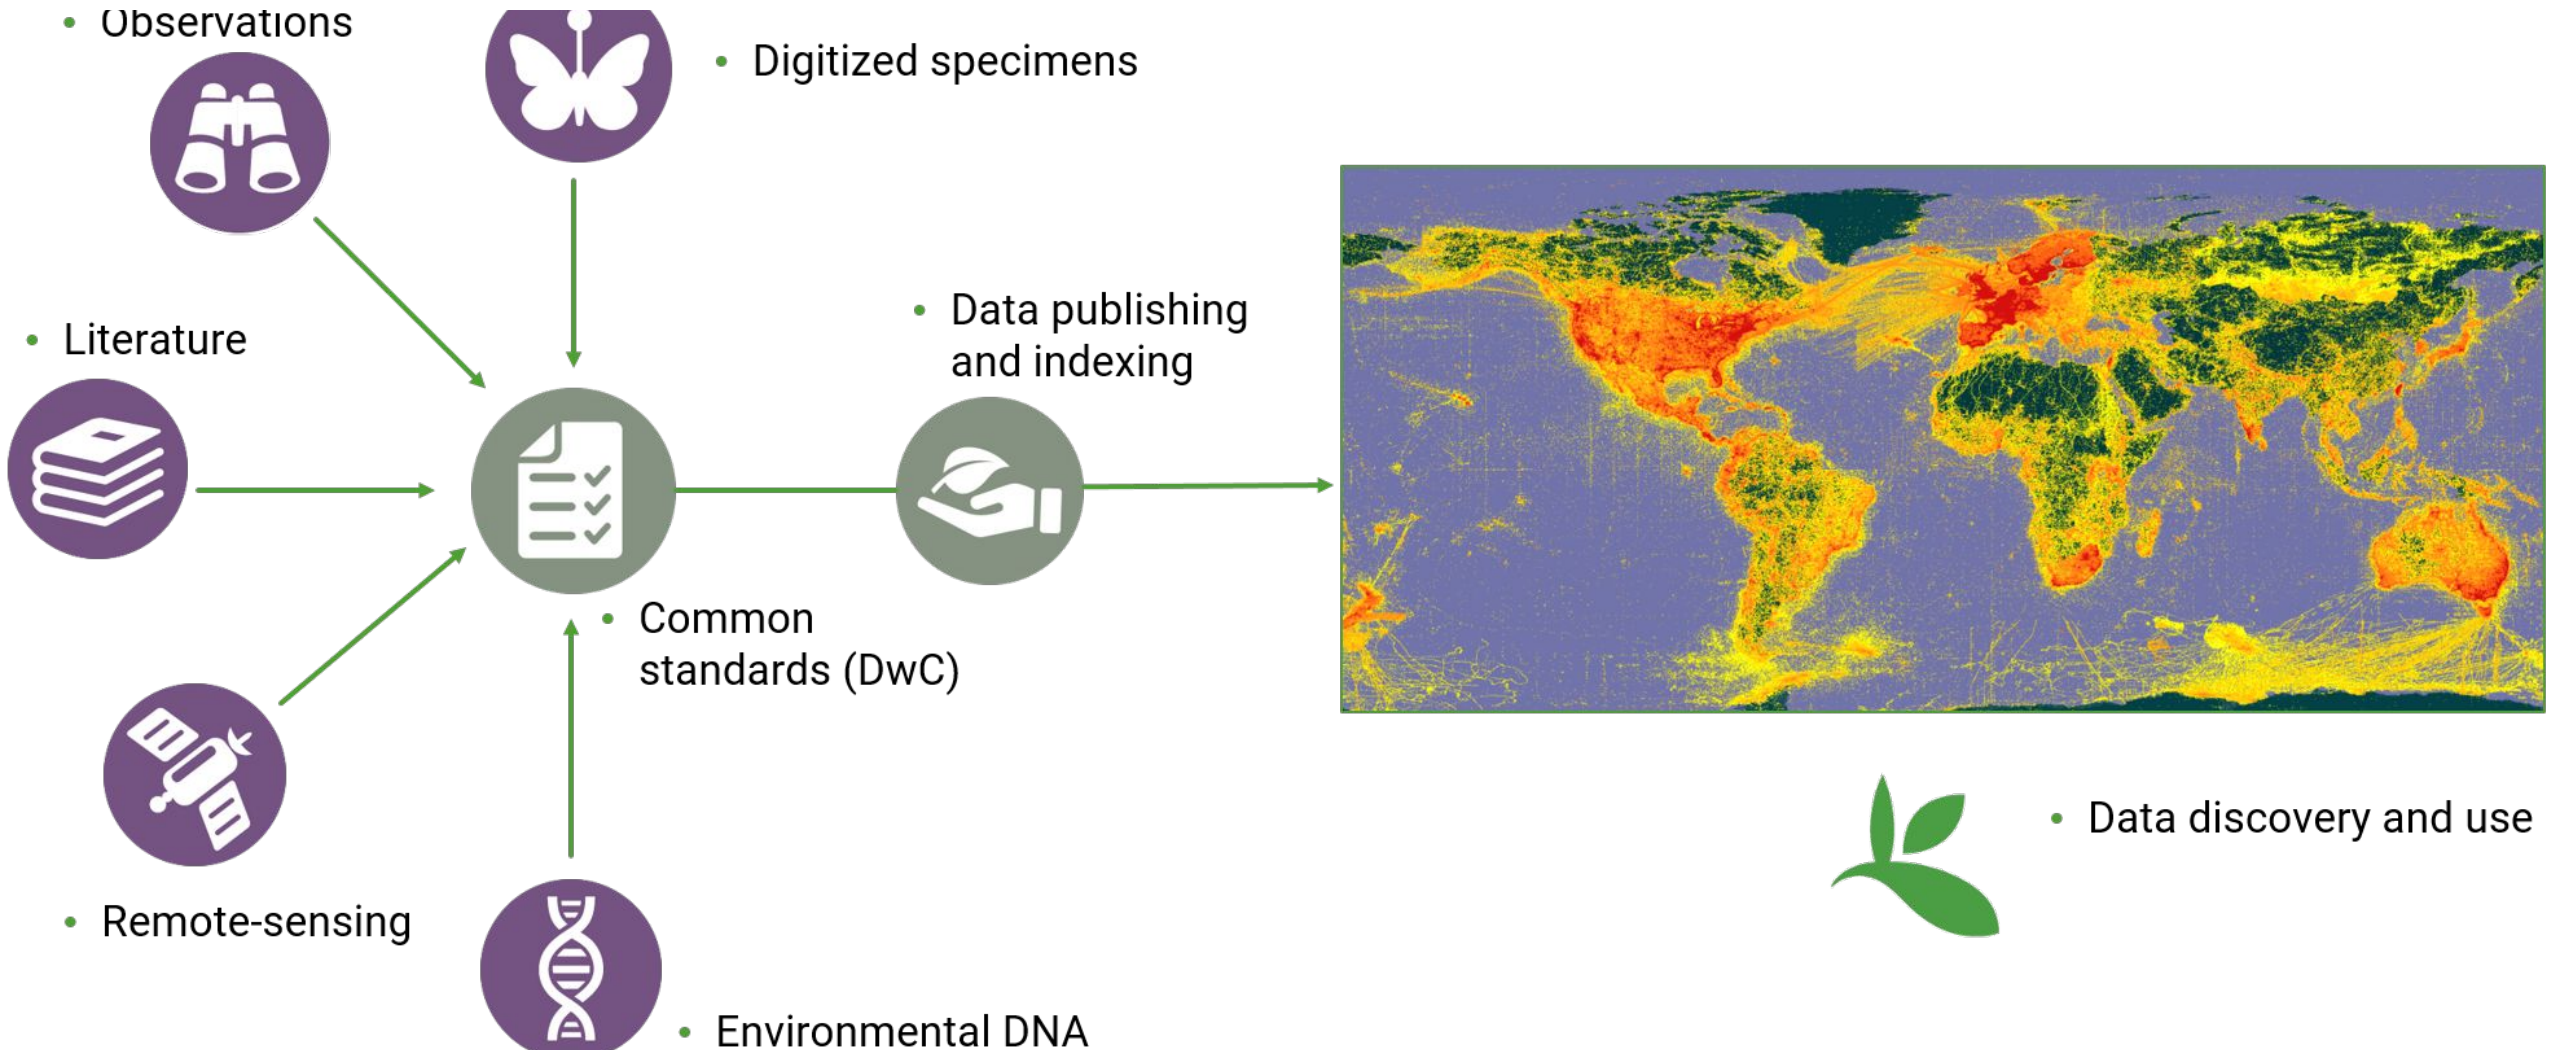 Observations
Digitized specimens
Data publishing
and indexing
Literature
Common
standards (DwC)
Data discovery and use
Remote-sensing
Environmental DNA